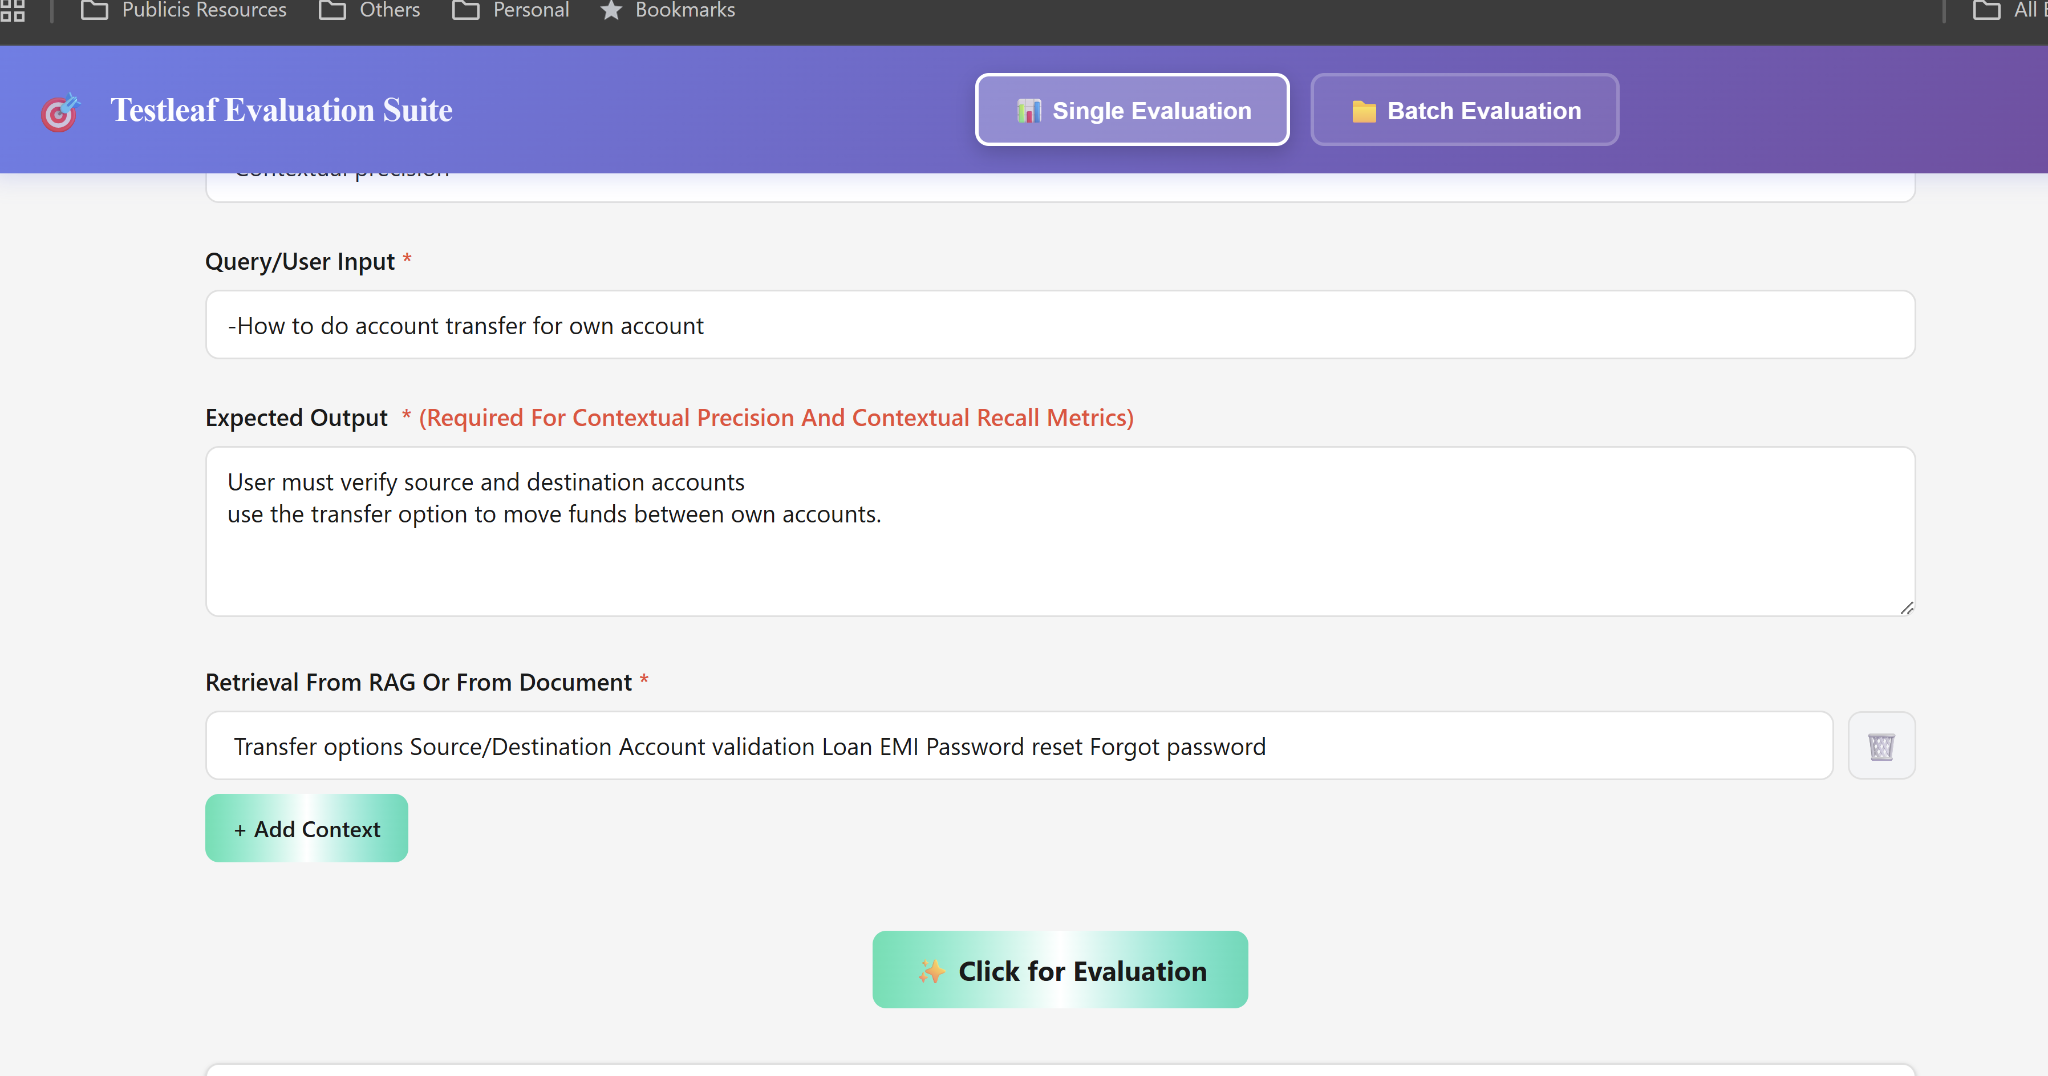 Publicis Resources
Others
Personal
Bookmarks
All
Testleaf Evaluation Suite
Single Evaluation
Batch Evaluation
Contextual precision
Query/User Input *
-How to do account transfer for own account
Expected Output * (Required For Contextual Precision And Contextual Recall Metrics)
User must verify source and destination accounts
use the transfer option to move funds between own accounts.
Retrieval From RAG Or From Document *
Transfer options Source/Destination Account validation Loan EMI Password reset Forgot password
+ Add Context
Click for Evaluation